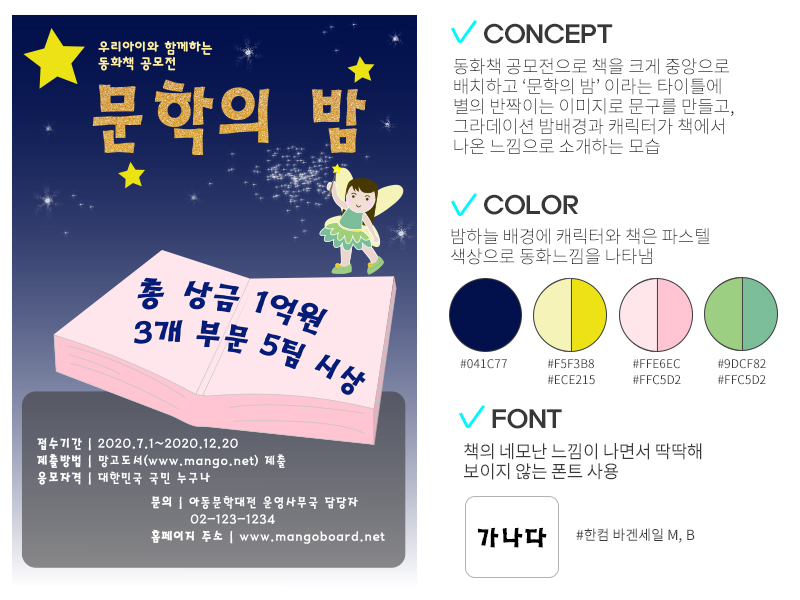 우리아이와 함께하는
동화책 공모전
문학의 밤
총 상금 1억원
3개 부문 5팀 시상
접수기간 | 2020.7.1~2020.12.20
제출방법 | 망고도서(www.mango.net) 제출
응모자격 | 대한민국 국민 누구나
문의 | 아동문학대전 운영사무국 담당자
02-123-1234
홈페이지 주소 | www.mangoboard.net
CONCEPT
동화책 공모전으로 책을 크게 중앙으로
배치하고 ‘문학의 밤’ 이라는 타이틀에
별의 반짝이는 이미지로 문구를 만들고,
그라데이션 밤배경과 캐릭터가 책에서
나온 느낌으로 소개하는 모습
COLOR
밤하늘 배경에 캐릭터와 책은 파스텔
색상으로 동화느낌을 나타냄
#041C77
#F5F3B8
#ECE215
#FFE6EC
#FFC5D2
#9DCF82
#FFC5D2
FONT
책의 네모난 느낌이 나면서 딱딱해
보이지 않는 폰트 사용
가나다
#한컴 바겐세일 M, B